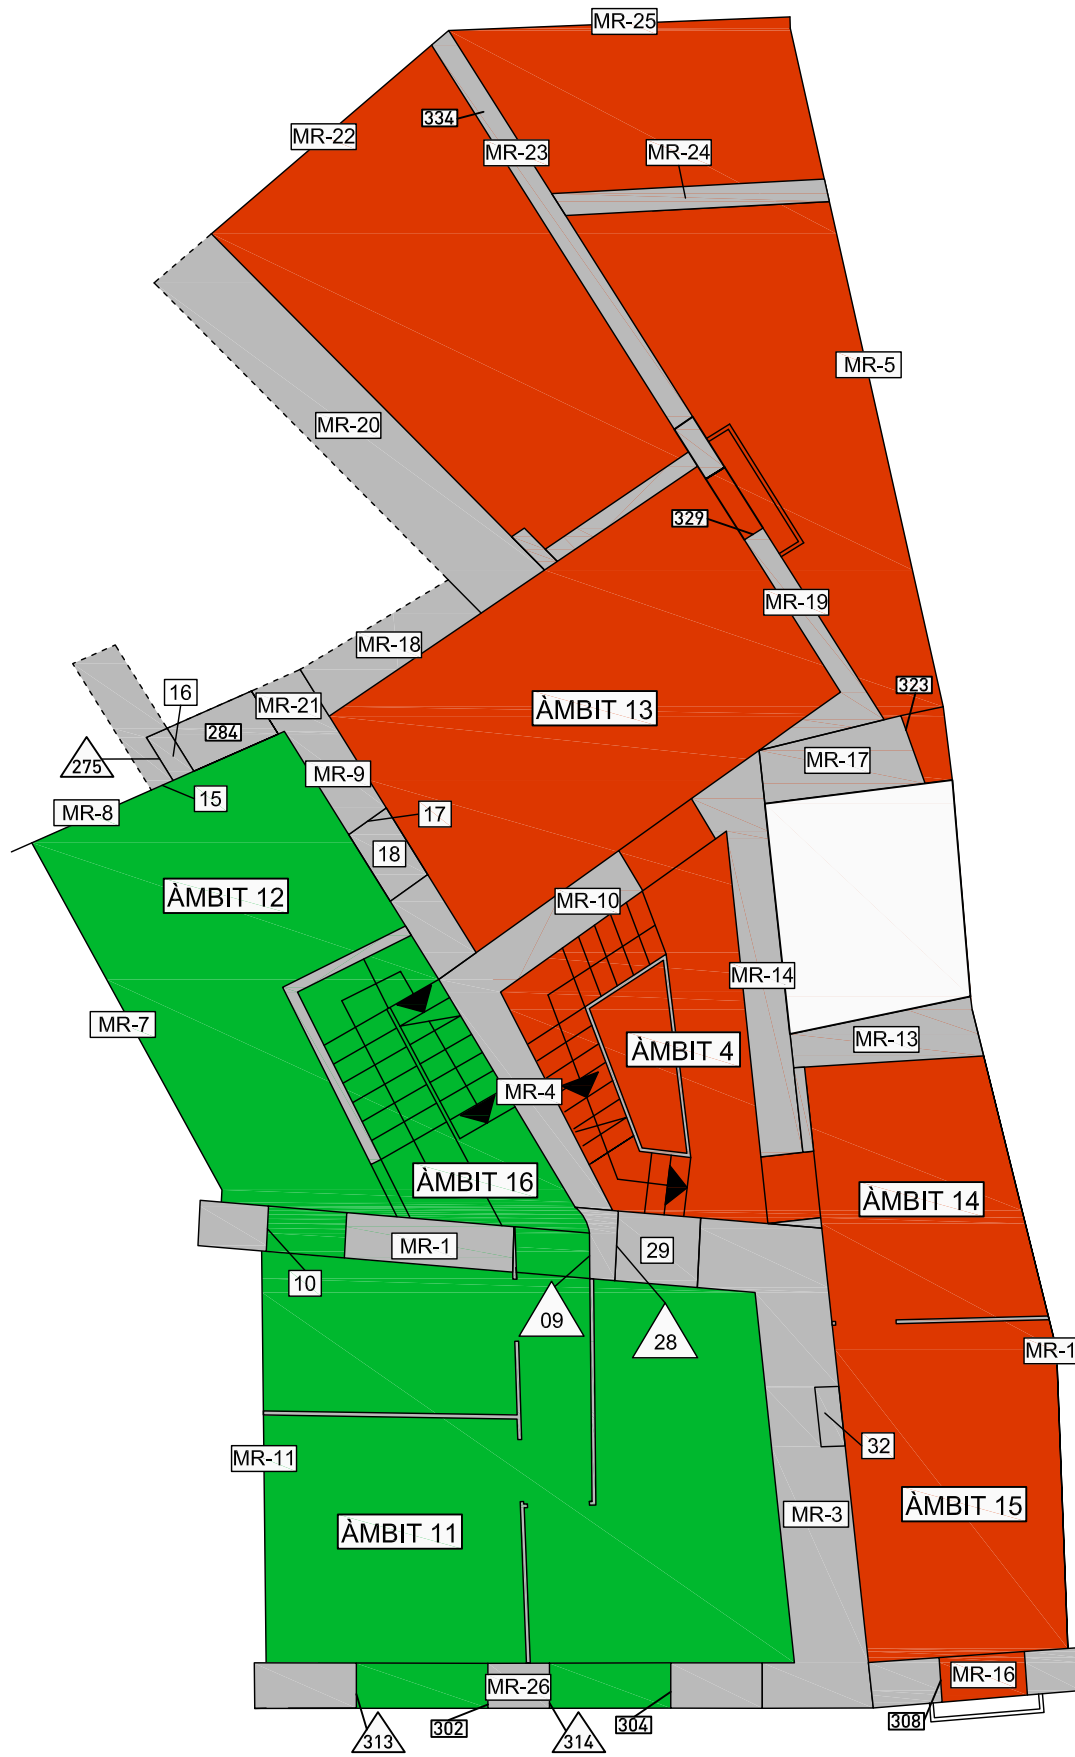 MR-25
334
MR-22
MR-23
MR-24
MR-5
MR-20
329
MR-19
MR-18
323
16
MR-21
ÀMBIT 13
284
275
MR-17
MR-9
15
MR-8
17
18
ÀMBIT 12
MR-10
MR-14
MR-7
MR-13
ÀMBIT 4
MR-4
ÀMBIT 16
ÀMBIT 14
MR-1
29
10
09
28
MR-1
32
MR-11
ÀMBIT 15
MR-3
ÀMBIT 11
MR-16
MR-26
308
302
304
313
314